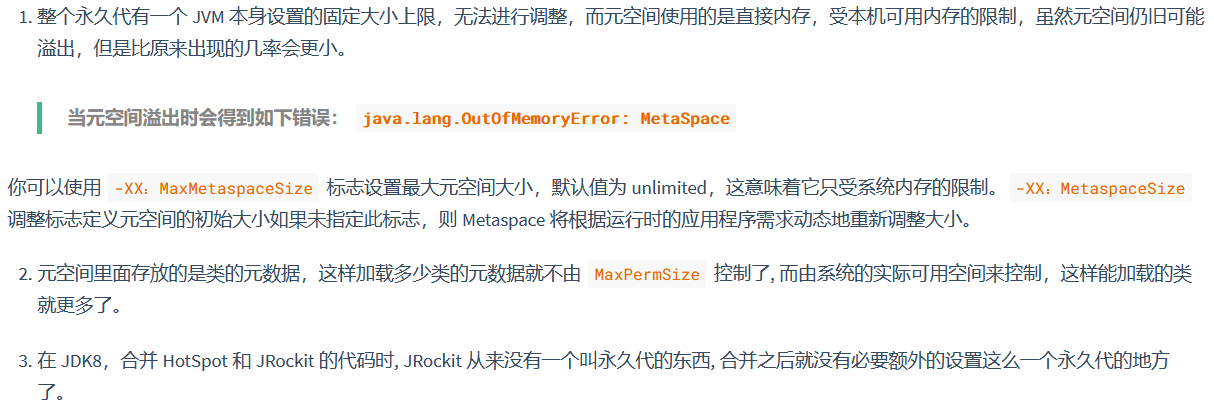 1. 整个永久代有一个 JVM 本身设置的固定大小上限，无法进行调整，而元空间使用的是直接内存，受本机可用内存的限制，虽然元空间仍旧可能
溢出，但是比原来出现的几率会更小。
当元空间溢出时会得到如下错误： java.lang.OutOfMemoryError: MetaSpace
你可以使用 -XX：MaxMetaspaceSize 标志设置最大元空间大小，默认值为 unlimited，这意味着它只受系统内存的限制。 -XX：MetaspaceSize
调整标志定义元空间的初始大小如果未指定此标志，则 Metaspace 将根据运行时的应用程序需求动态地重新调整大小。
2. 元空间里面存放的是类的元数据，这样加载多少类的元数据就不由 MaxPermSize 控制了, 而由系统的实际可用空间来控制，这样能加载的类
就更多了。
3. 在 JDK8，合并 HotSpot 和 JRockit 的代码时, JRockit 从来没有一个叫永久代的东西, 合并之后就没有必要额外的设置这么一个永久代的地方
了。